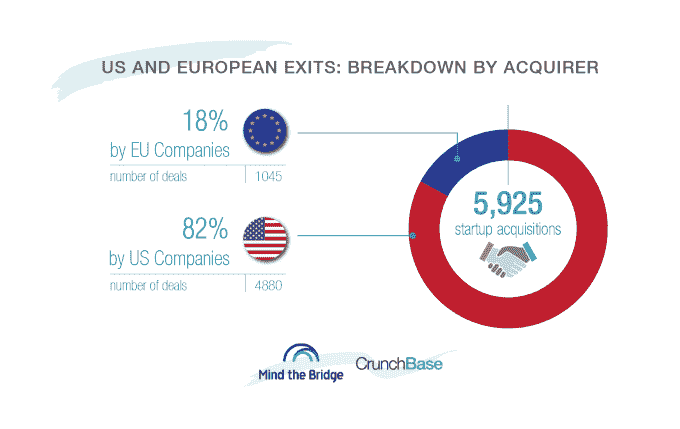 US AND EUROPEAN EXITS: BREAKDOWN BY ACQUIRER
18%
by EU Companies
number of deals 1045
82%
by US Companies
number of deals 4880
5,925
startup acquisitions
Mind the Bridge
CrunchBase